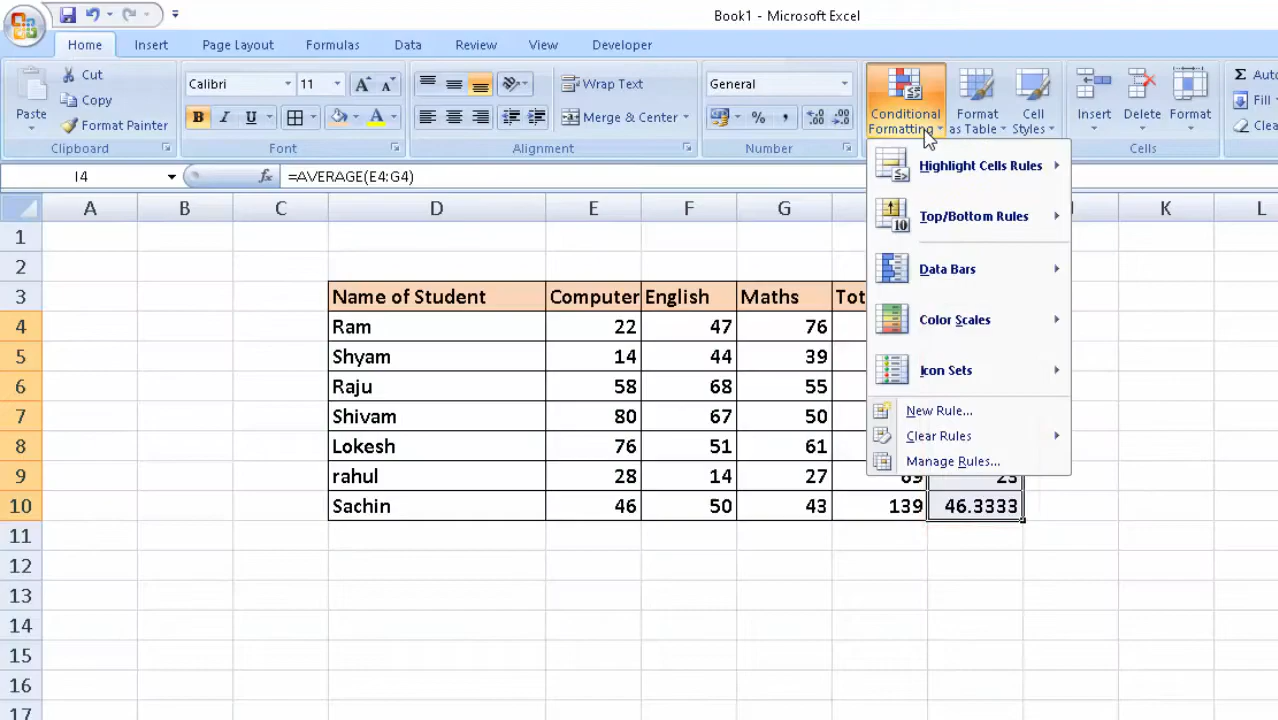 Book1 - Microsoft Excel
Home Insert Page Layout Formulas Data Review View Developer
Paste
Cut
Copy
Format Painter
Clipboard
Calibri 11
B I U
Font
Wrap Text
Merge & Center
Alignment
General
% ,
Number
Conditional Formatting
Format as Table
Cell Styles
Insert Delete Format
Cells
Σ
Fill
I4 fx =AVERAGE(E4:G4)
A B C D E F G K L
1
2
3 Name of Student Computer English Maths
4 Ram 22 47 76
5 Shyam 14 44 39
6 Raju 58 68 55
7 Shivam 80 67 50
8 Lokesh 76 51 61
9 rahul 28 14 27 69 23
10 Sachin 46 50 43 139 46.3333
11
12
13
14
15
16
17
Highlight Cells Rules
Top/Bottom Rules
Data Bars
Color Scales
Icon Sets
New Rule...
Clear Rules
Manage Rules...